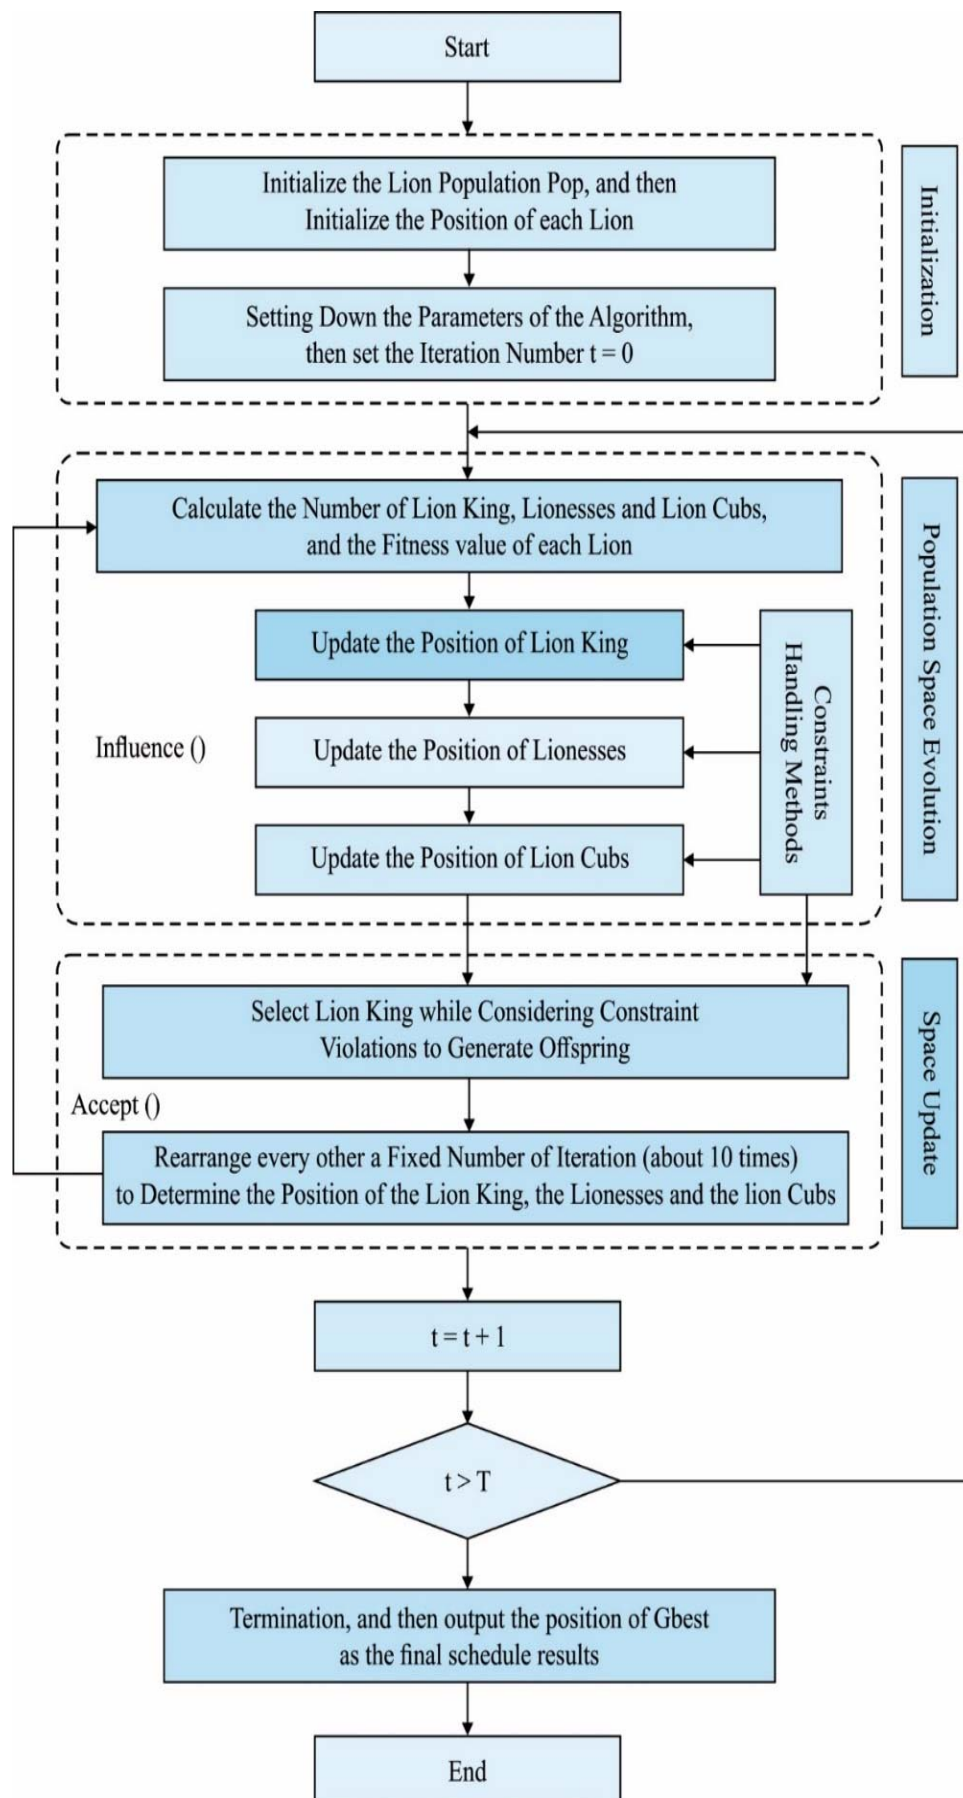 Start
Initialize the Lion Population Pop, and then
Initialize the Position of each Lion
Setting Down the Parameters of the Algorithm,
then set the Iteration Number t = 0
Initialization
Calculate the Number of Lion King, Lionesses and Lion Cubs,
and the Fitness value of each Lion
Update the Position of Lion King
Influence ()
Update the Position of Lionesses
Update the Position of Lion Cubs
Constraints
Handling Methods
Population Space Evolution
Select Lion King while Considering Constraint
Violations to Generate Offspring
Accept ()
Rearrange every other a Fixed Number of Iteration (about 10 times)
to Determine the Position of the Lion King, the Lionesses and the lion Cubs
Space Update
t = t + 1
t > T
Termination, and then output the position of Gbest
as the final schedule results
End